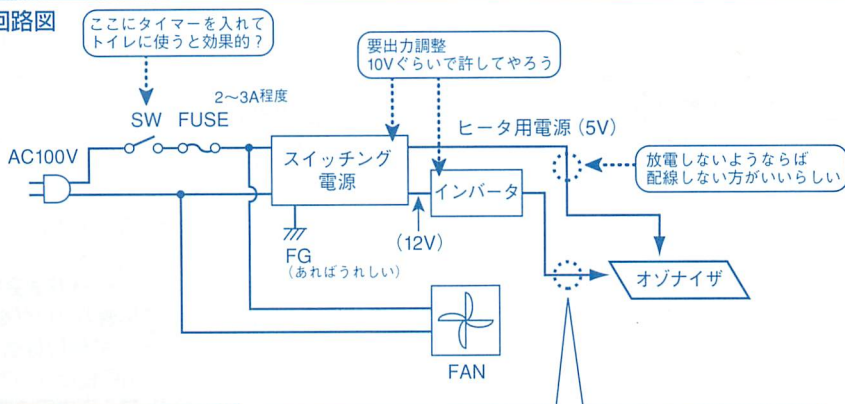 回路図
ここにタイマーを入れて
トイレに使うと効果的？
要出力調整
10Vぐらいで許してやろう
2〜3A程度
SW FUSE
ヒータ用電源（5V）
AC100V
スイッチング
電源
インバータ
放電しないようならば
配線しない方がいいらしい
（12V）
FG
（あればうれしい）
オゾナイザ
FAN